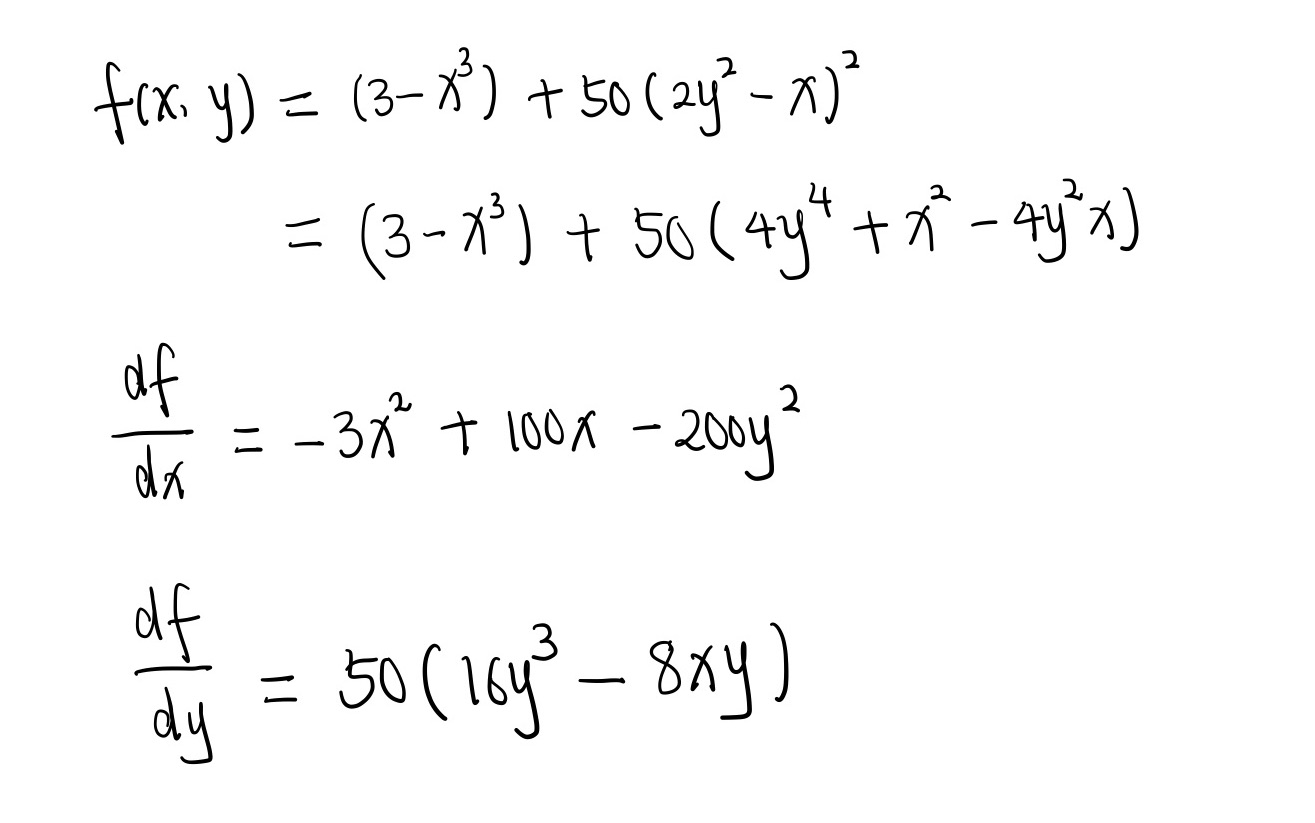 f(x, y) = (3-x³) + 50(2y² - x)²
= (3-x³) + 50(4y⁴ + x² - 4y²x)
df/dx = -3x² + 100x - 200y²
df/dy = 50(16y³ - 8xy)